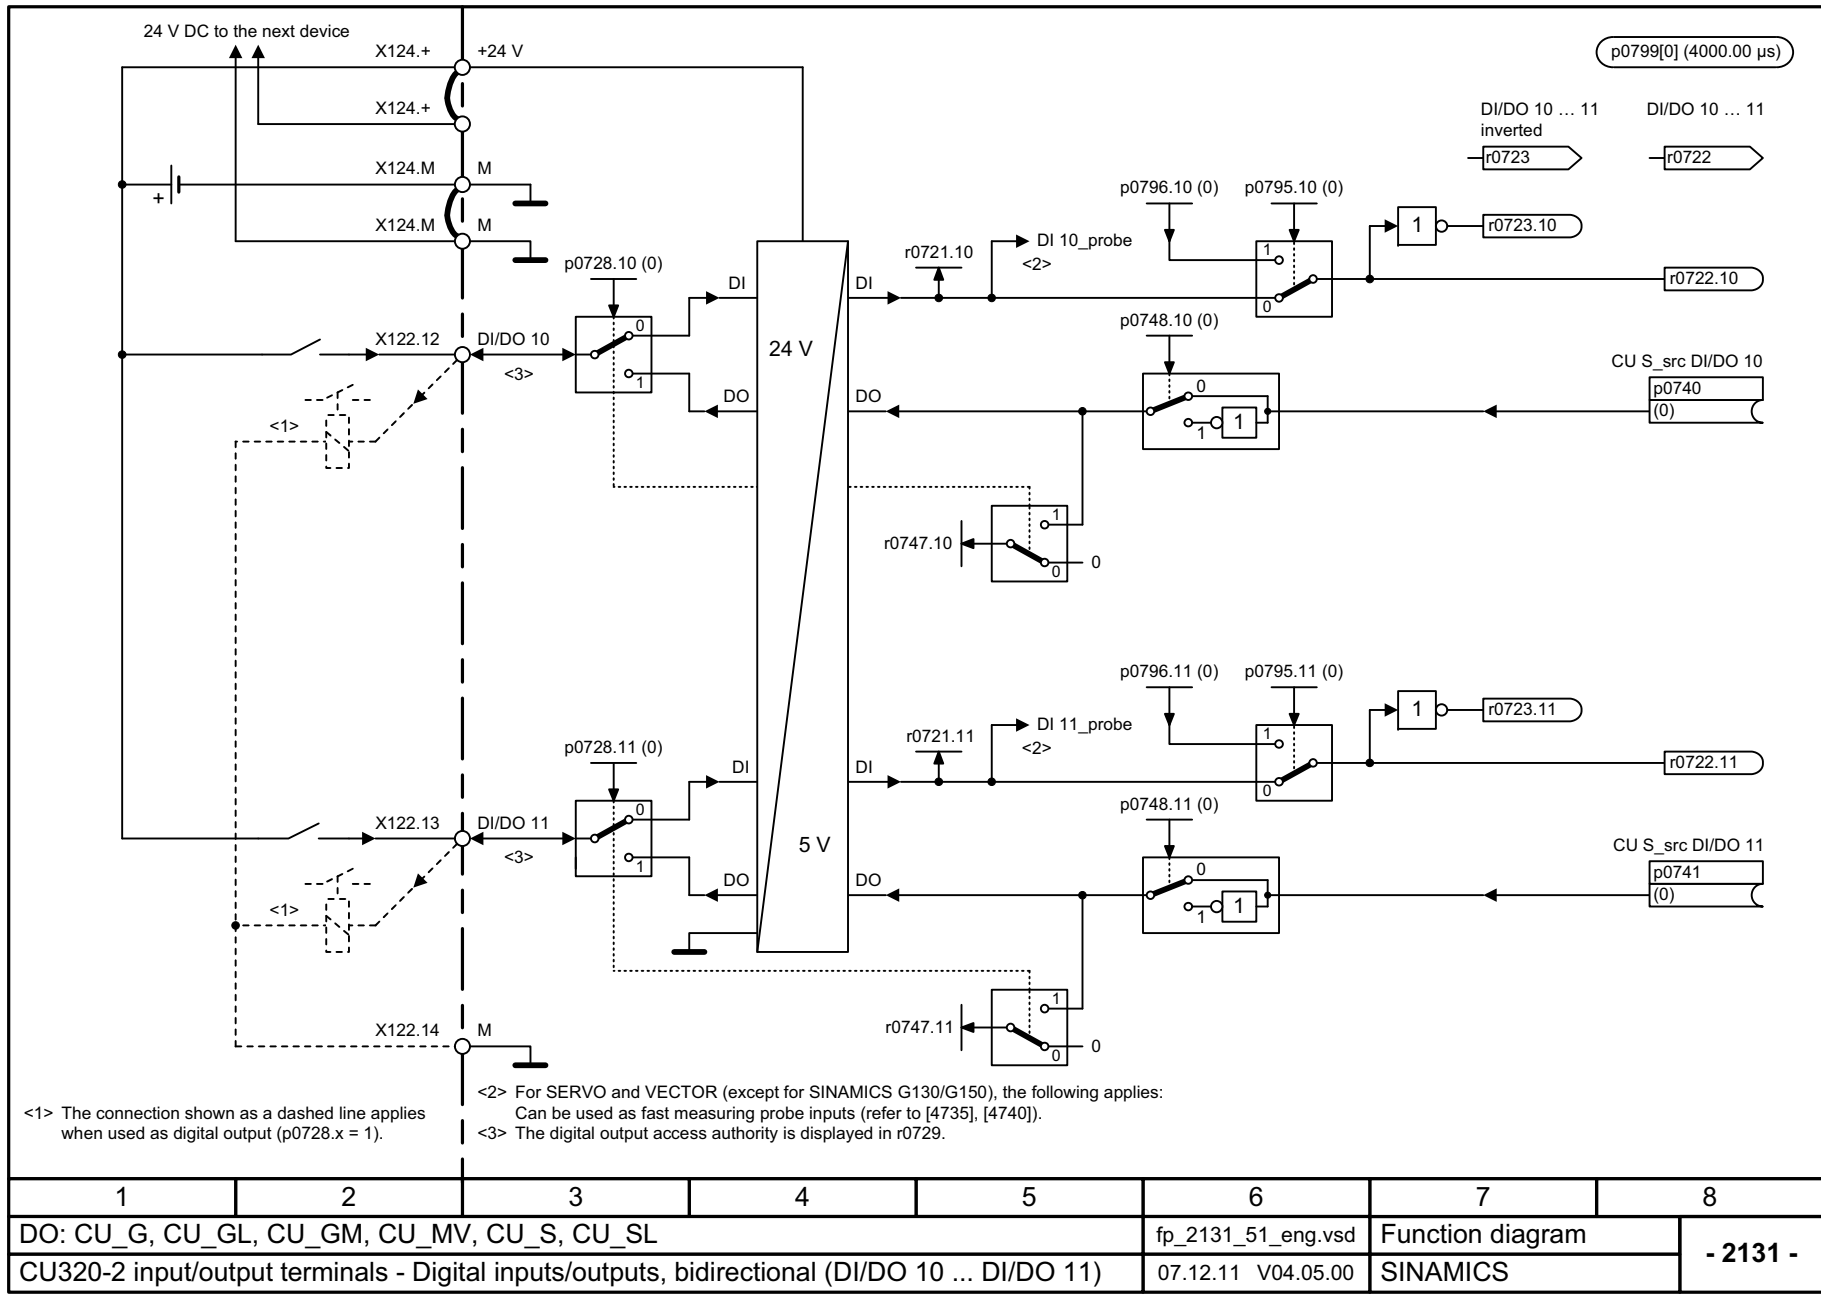 24 V DC to the next device
X124.+
+24 V
p0799[0] (4000.00 µs)
X124.+
DI/DO 10 … 11
inverted
DI/DO 10 … 11
r0723
r0722
X124.M
M
+
X124.M
M
p0796.10 (0)
p0795.10 (0)
1
r0723.10
DI 10_probe
<2>
r0721.10
1
0
r0722.10
p0728.10 (0)
DI
DI
X122.12
DI/DO 10
<3>
0
1
24 V
p0748.10 (0)
CU S_src DI/DO 10
p0740
(0)
DO
DO
0
1
1
<1>
r0747.10
1
0
0
p0796.11 (0)
p0795.11 (0)
1
r0723.11
DI 11_probe
<2>
r0721.11
1
0
r0722.11
p0728.11 (0)
DI
DI
X122.13
DI/DO 11
<3>
0
1
5 V
p0748.11 (0)
CU S_src DI/DO 11
p0741
(0)
DO
DO
0
1
1
<1>
r0747.11
1
0
0
X122.14
M
<1> The connection shown as a dashed line applies
when used as digital output (p0728.x = 1).
<2> For SERVO and VECTOR (except for SINAMICS G130/G150), the following applies:
Can be used as fast measuring probe inputs (refer to [4735], [4740]).
<3> The digital output access authority is displayed in r0729.
1 2 3 4 5 6 7 8
DO: CU_G, CU_GL, CU_GM, CU_MV, CU_S, CU_SL
fp_2131_51_eng.vsd
Function diagram
- 2131 -
CU320-2 input/output terminals - Digital inputs/outputs, bidirectional (DI/DO 10 ... DI/DO 11)
07.12.11 V04.05.00
SINAMICS